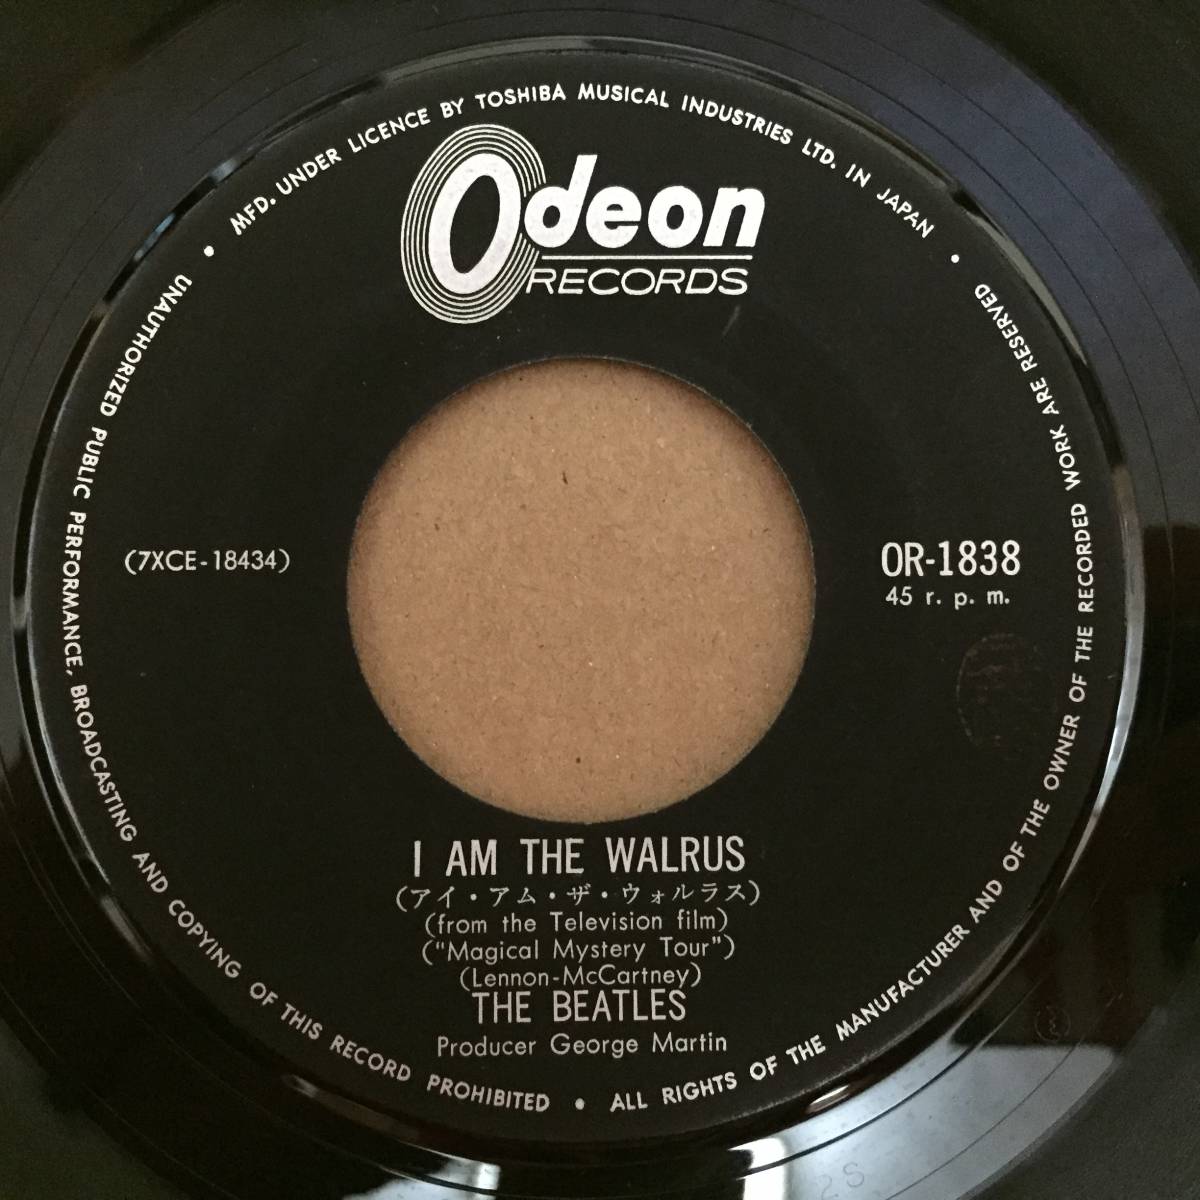 MFD. UNDER LICENCE BY TOSHIBA MUSICAL INDUSTRIES LTD. IN JAPAN
Odeon
RECORDS
(7XCE-18434)
OR-1838
45 r. p. m.
I AM THE WALRUS
(アイ・アム・ザ・ウォルラス)
(from the Television film)
("Magical Mystery Tour")
(Lennon-McCartney)
THE BEATLES
Producer George Martin
• UNAUTHORIZED PUBLIC PERFORMANCE, BROADCASTING AND COPYING OF THIS RECORD PROHIBITED • ALL RIGHTS OF THE MANUFACTURER AND OF THE OWNER OF THE RECORDED WORK ARE RESERVED •